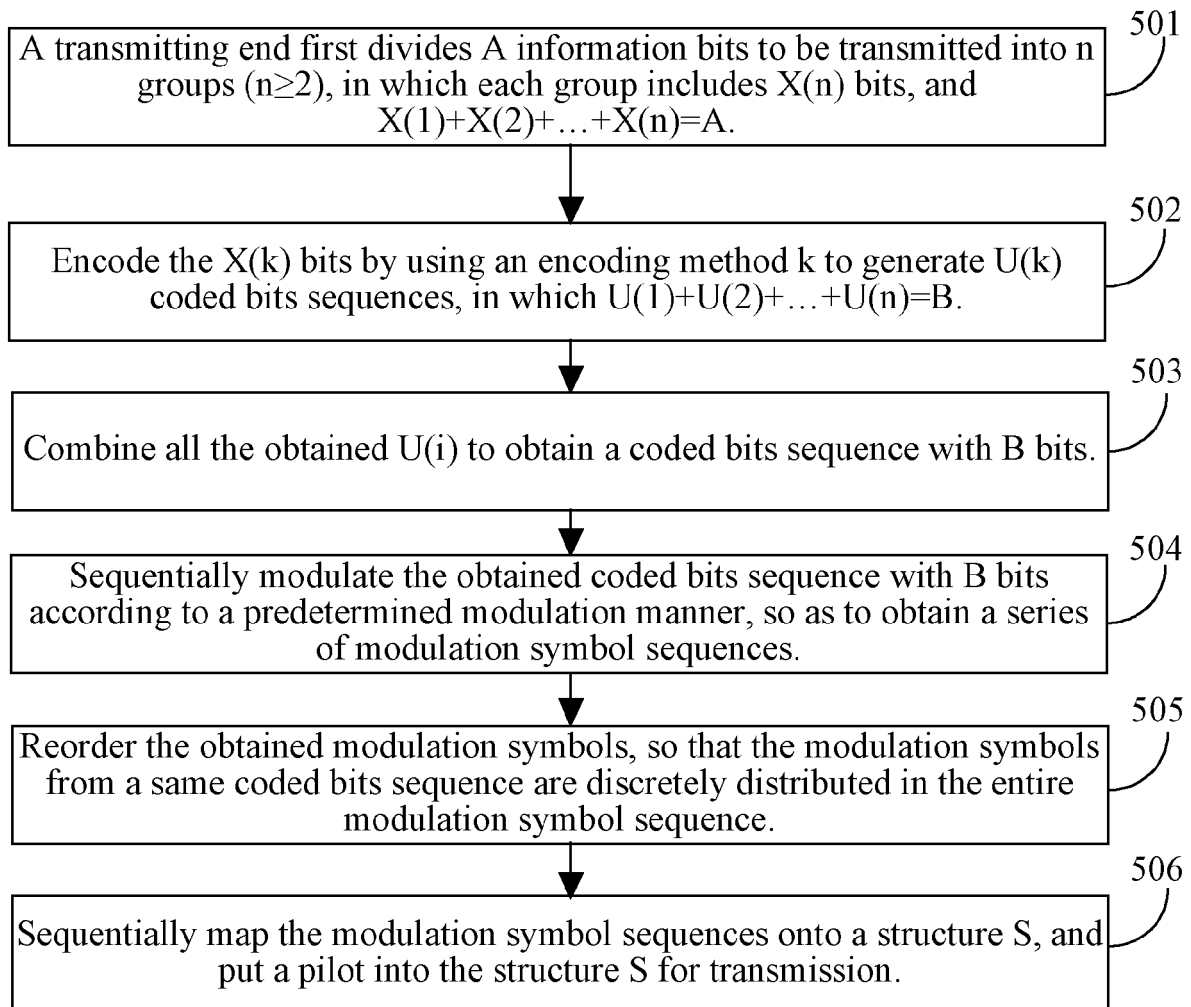 501
A transmitting end first divides A information bits to be transmitted into n
groups (n≥2), in which each group includes X(n) bits, and
X(1)+X(2)+...+X(n)=A.
502
Encode the X(k) bits by using an encoding method k to generate U(k)
coded bits sequences, in which U(1)+U(2)+...+U(n)=B.
503
Combine all the obtained U(i) to obtain a coded bits sequence with B bits.
504
Sequentially modulate the obtained coded bits sequence with B bits
according to a predetermined modulation manner, so as to obtain a series
of modulation symbol sequences.
505
Reorder the obtained modulation symbols, so that the modulation symbols
from a same coded bits sequence are discretely distributed in the entire
modulation symbol sequence.
506
Sequentially map the modulation symbol sequences onto a structure S, and
put a pilot into the structure S for transmission.